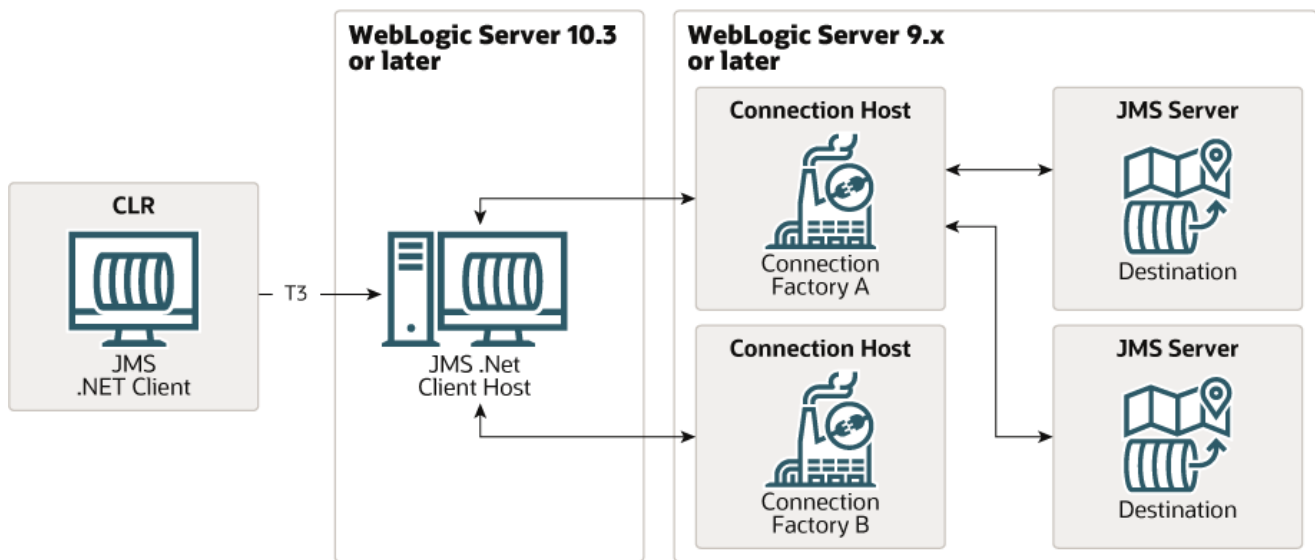 WebLogic Server 10.3
or later
WebLogic Server 9.x
or later
CLR
JMS
.NET Client
T3
JMS .Net
Client Host
Connection Host
Connection
Factory A
JMS Server
Destination
Connection Host
Connection
Factory B
JMS Server
Destination